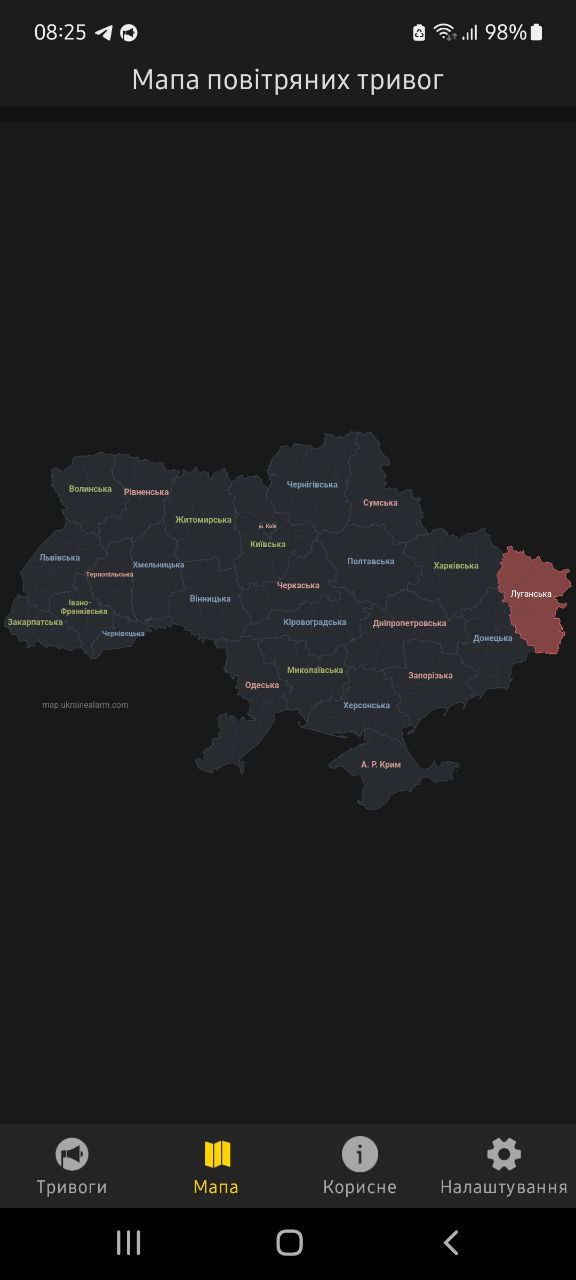 08:25
98%
Мапа повітряних тривог
Чернігівська
Волинська
Рівненська
Сумська
Житомирська
м. Київ
Київська
Львівська
Полтавська
Хмельницька
Харківська
Тернопільська
Черкаська
Луганська
Вінницька
Івано-
Франківська
Закарпатська
Кіровоградська
Дніпропетровська
Чернівецька
Донецька
Миколаївська
Запорізька
Одеська
Херсонська
map.ukrainealarm.com
А. Р. Крим
Тривоги
Мапа
Корисне
Налаштування